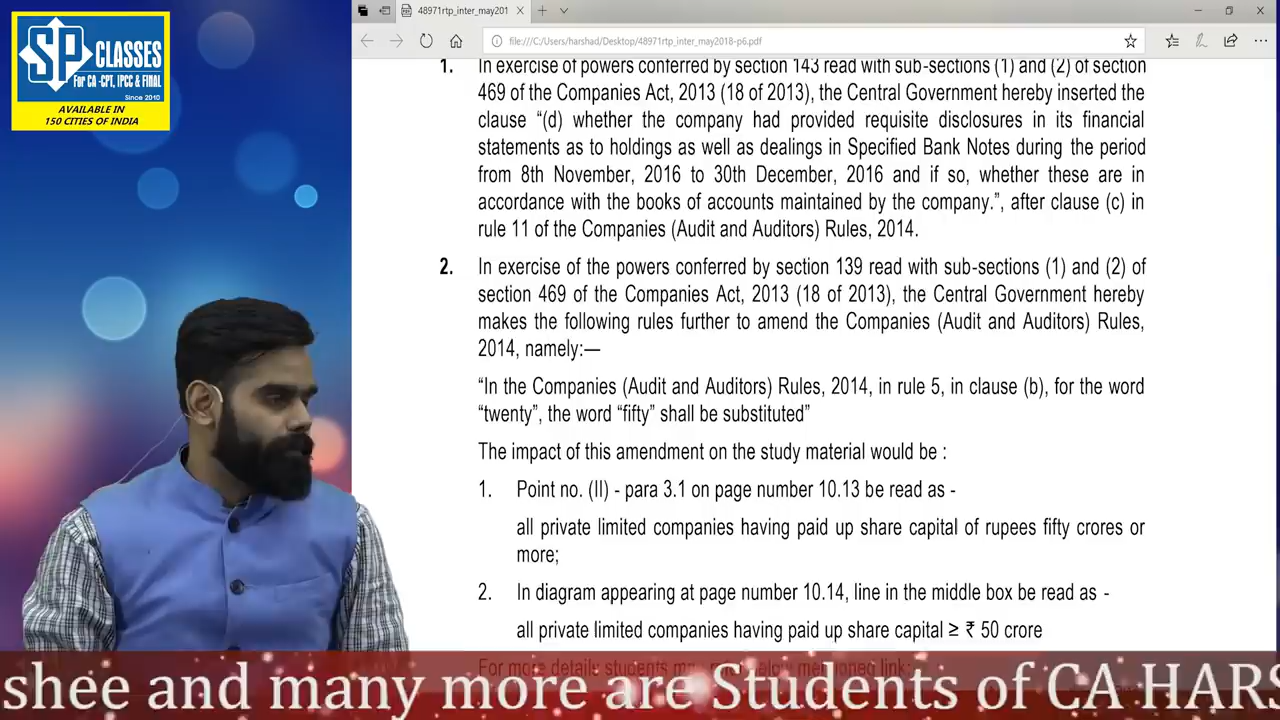 SP CLASSES
For CA -CPT, IPCC & FINAL
Since 2010
AVAILABLE IN
150 CITIES OF INDIA
48971rtp_inter_may201
file:///C:/Users/harshad/Desktop/48971rtp_inter_may2018-p6.pdf
1. In exercise of powers conferred by section 143 read with sub-sections (1) and (2) of section
469 of the Companies Act, 2013 (18 of 2013), the Central Government hereby inserted the
clause “(d) whether the company had provided requisite disclosures in its financial
statements as to holdings as well as dealings in Specified Bank Notes during the period
from 8th November, 2016 to 30th December, 2016 and if so, whether these are in
accordance with the books of accounts maintained by the company.”, after clause (c) in
rule 11 of the Companies (Audit and Auditors) Rules, 2014.
2. In exercise of the powers conferred by section 139 read with sub-sections (1) and (2) of
section 469 of the Companies Act, 2013 (18 of 2013), the Central Government hereby
makes the following rules further to amend the Companies (Audit and Auditors) Rules,
2014, namely:—
“In the Companies (Audit and Auditors) Rules, 2014, in rule 5, in clause (b), for the word
“twenty”, the word “fifty” shall be substituted”
The impact of this amendment on the study material would be :
1. Point no. (II) - para 3.1 on page number 10.13 be read as -
all private limited companies having paid up share capital of rupees fifty crores or
more;
2. In diagram appearing at page number 10.14, line in the middle box be read as -
all private limited companies having paid up share capital ≥ ₹ 50 crore
For more details students may refer below mentioned link:
shee and many more are Students of CA HARS